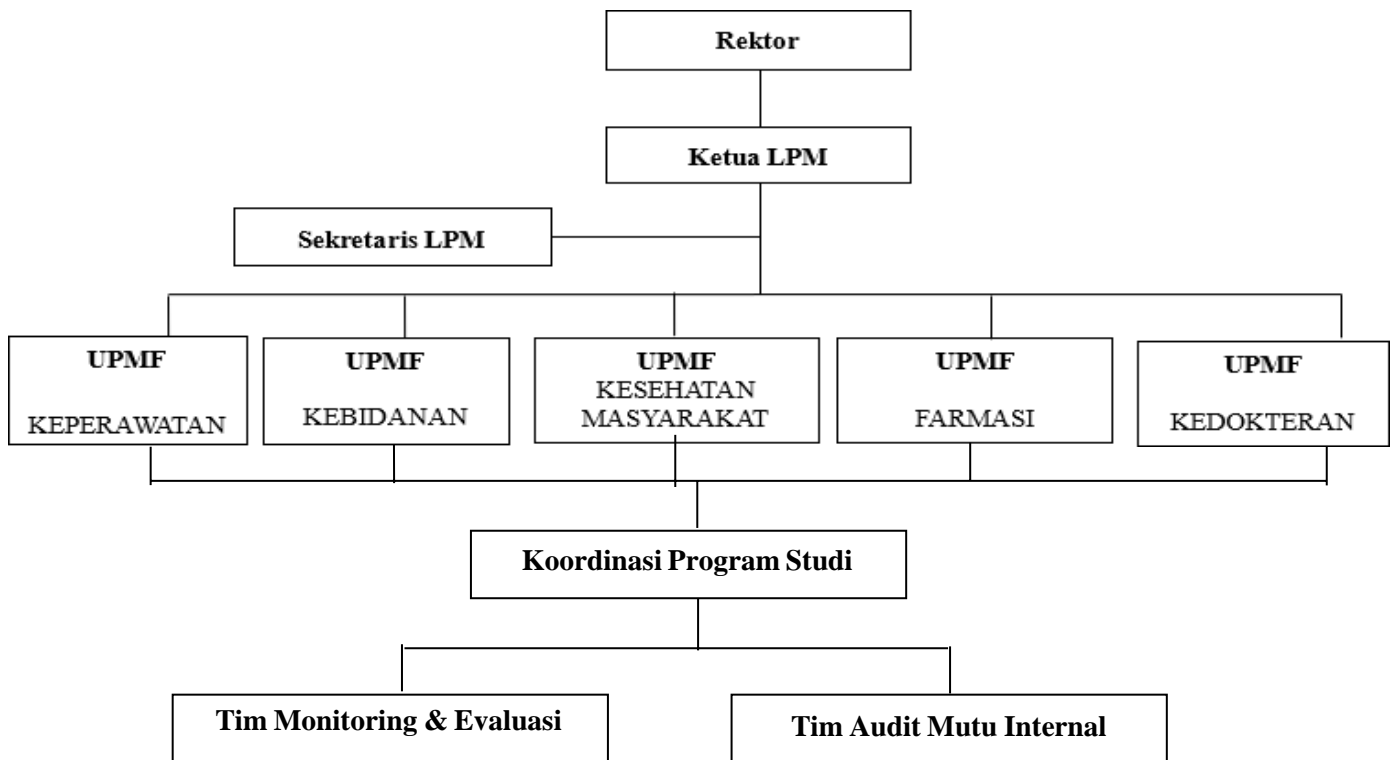 Rektor
Ketua LPM
Sekretaris LPM
UPMF
KEPERAWATAN
UPMF
KEBIDANAN
UPMF
KESEHATAN
MASYARAKAT
UPMF
FARMASI
UPMF
KEDOKTERAN
Koordinasi Program Studi
Tim Monitoring & Evaluasi
Tim Audit Mutu Internal